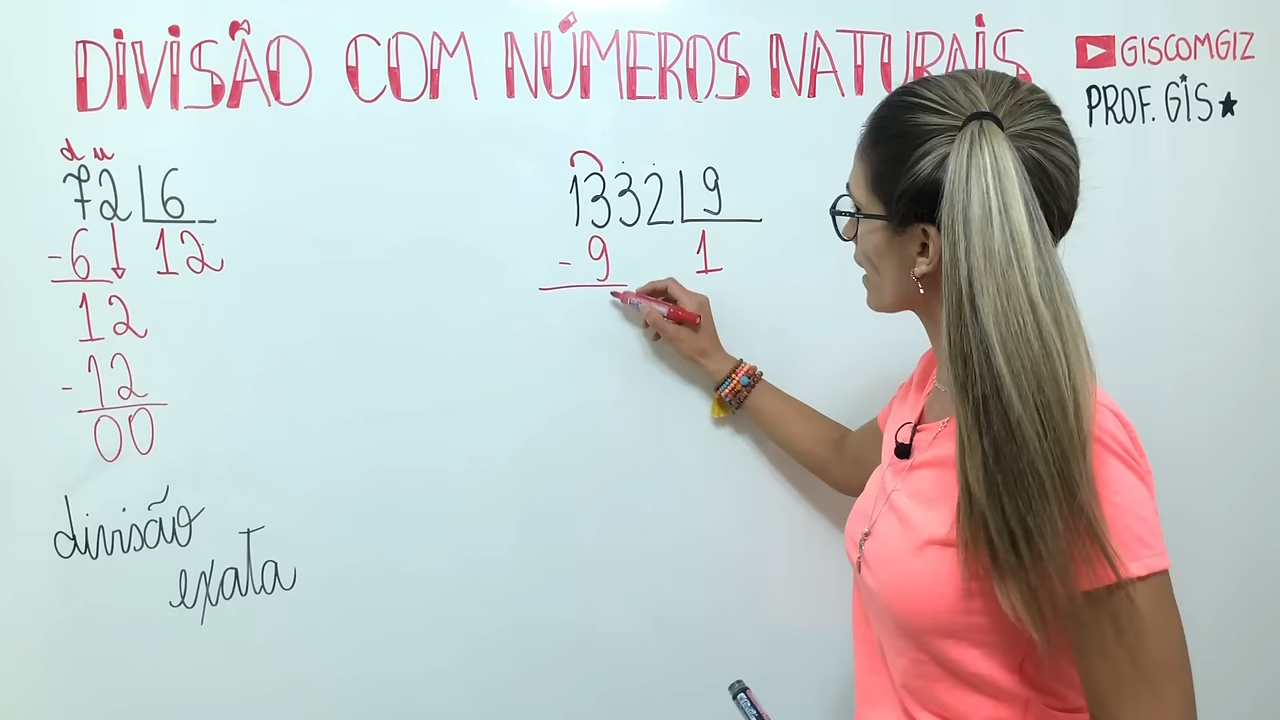 DIVISÃO COM NÚMEROS NATURAIS
GISCOMGIZ
PROF. GIS
d u
72 6
-6 12
12
-12
00
divisão
exata
1332 9
- 9 1